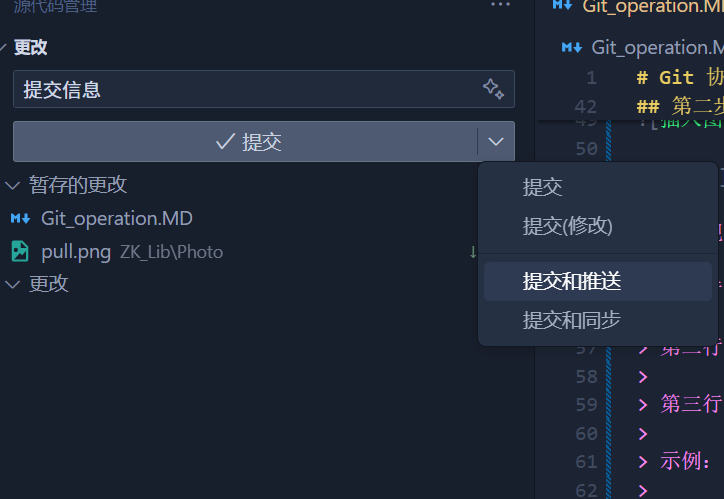 源代码管理
更改
提交信息
提交
暂存的更改
Git_operation.MD
pull.png ZK_Lib\Photo
更改
提交
提交(修改)
提交和推送
提交和同步
Git_operation.M
Git_operation.M
1 # Git 协
42 ## 第二步
49
50
57 > 第二行
58 >
59 > 第三行
60 >
61 > 示例：
62 >